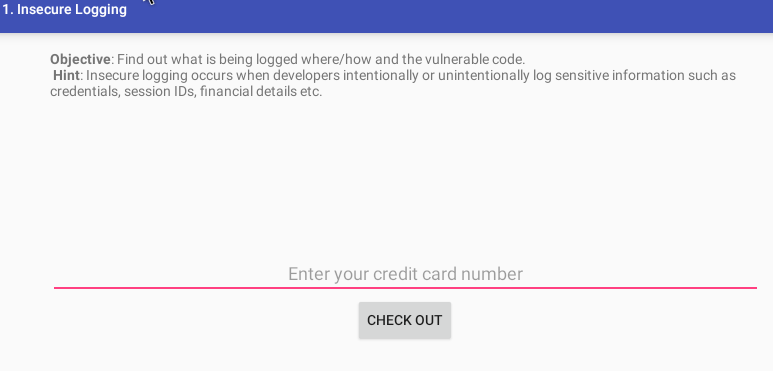 1. Insecure Logging
Objective: Find out what is being logged where/how and the vulnerable code.
Hint: Insecure logging occurs when developers intentionally or unintentionally log sensitive information such as
credentials, session IDs, financial details etc.
Enter your credit card number
CHECK OUT